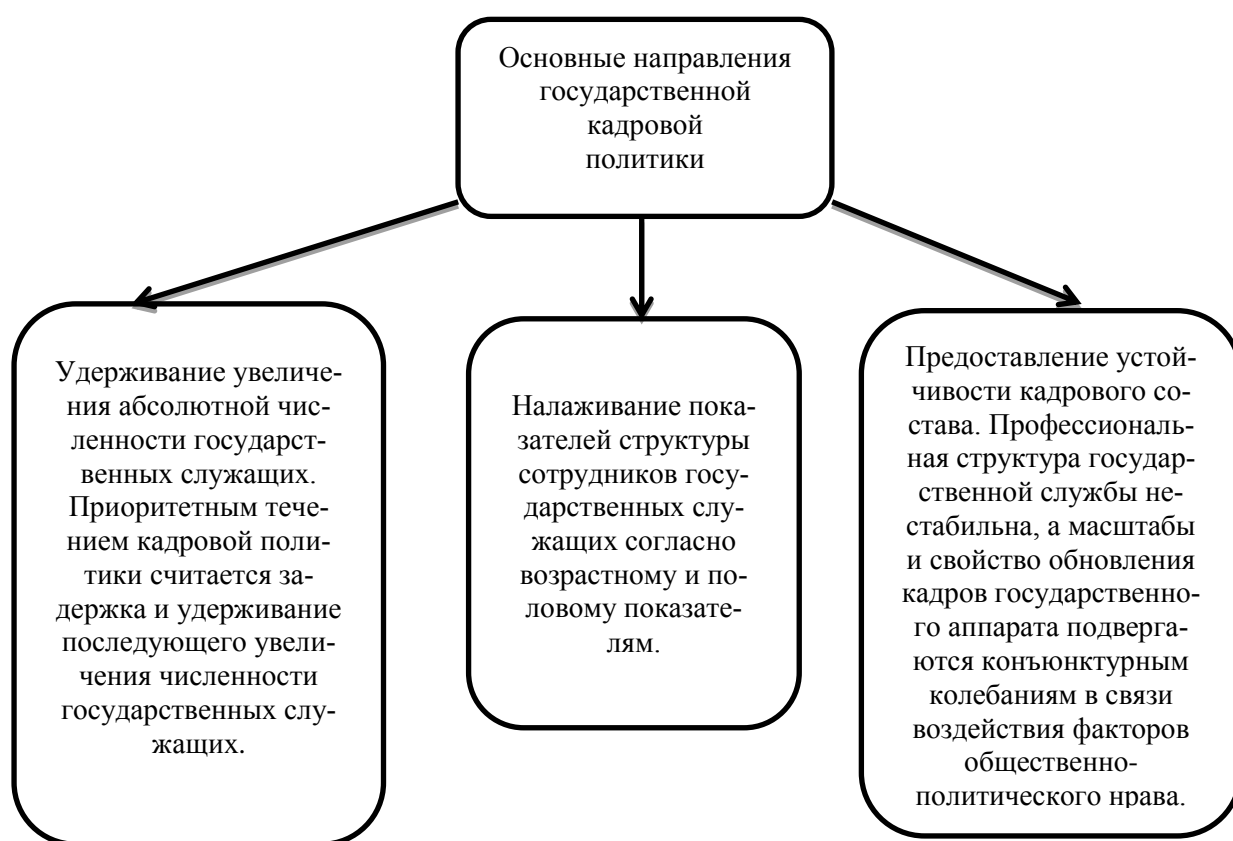 Основные направления
государственной
кадровой
политики
Удерживание увеличе-
ния абсолютной чис-
ленности государст-
венных служащих.
Приоритетным тече-
нием кадровой поли-
тики считается за-
держка и удерживание
последующего увели-
чения численности
государственных слу-
жащих.
Налаживание пока-
зателей структуры
сотрудников госу-
дарственных слу-
жащих согласно
возрастному и по-
ловому показате-
лям.
Предоставление устой-
чивости кадрового со-
става. Профессиональ-
ная структура государ-
ственной службы не-
стабильна, а масштабы
и свойство обновления
кадров государственно-
го аппарата подверга-
ются конъюнктурным
колебаниям в связи
воздействия факторов
общественно-
политического нрава.